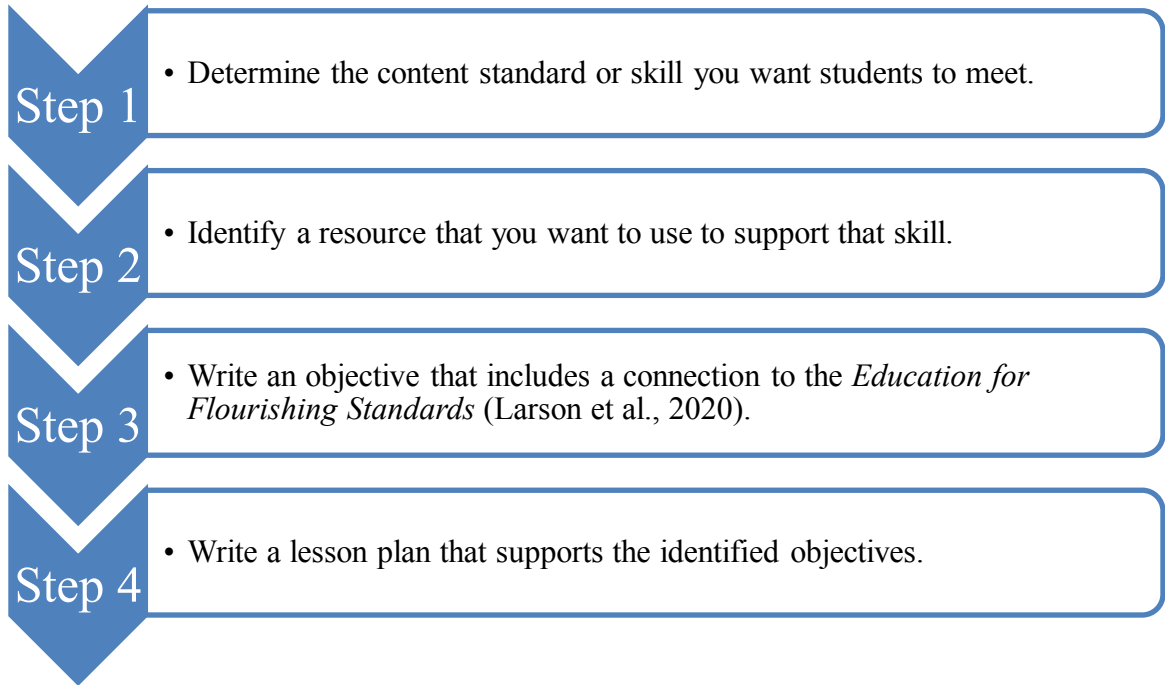 Step 1
• Determine the content standard or skill you want students to meet.
Step 2
• Identify a resource that you want to use to support that skill.
Step 3
• Write an objective that includes a connection to the Education for
Flourishing Standards (Larson et al., 2020).
Step 4
• Write a lesson plan that supports the identified objectives.